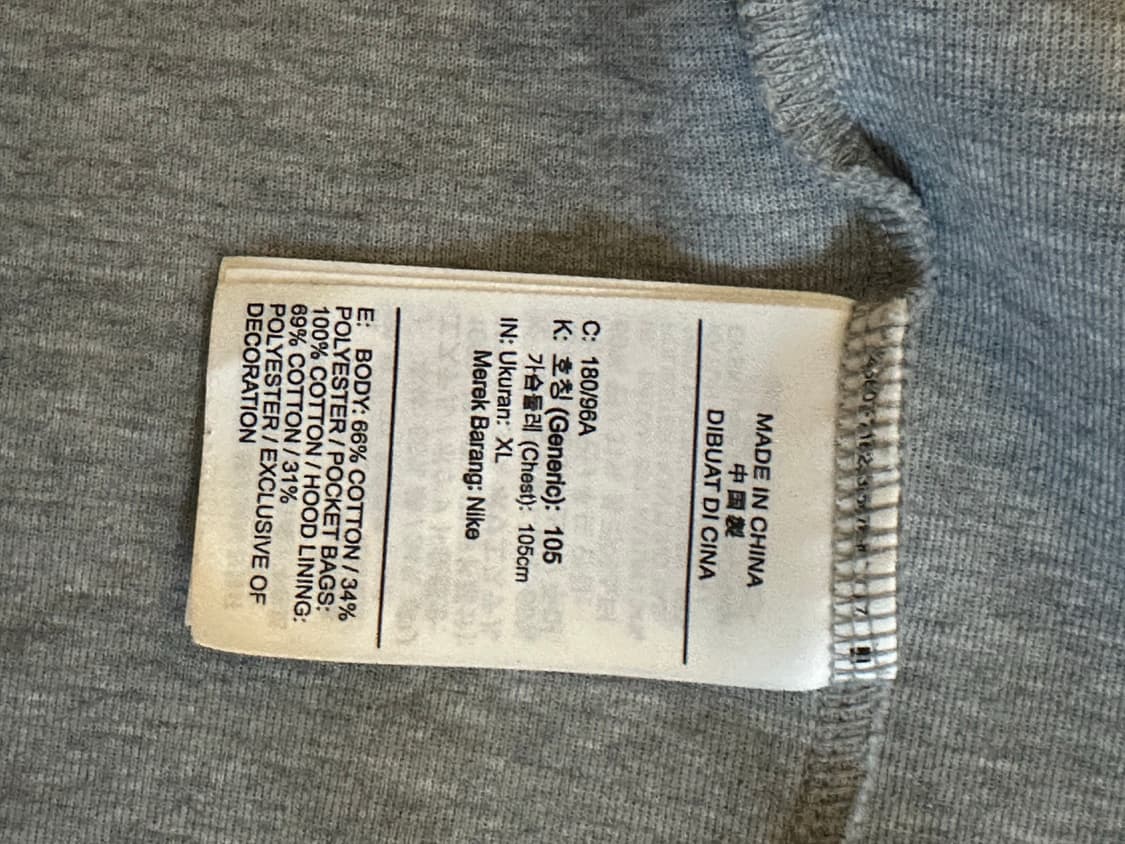 MADE IN CHINA
中国製
DIBUAT DI CINA
C: 180/96A
K: 호칭 (Generic): 105
가슴둘레 (Chest): 105cm
IN: Ukuran: XL
Merek Barang: Nike
E: BODY: 66% COTTON / 34%
POLYESTER / POCKET BAGS:
100% COTTON / HOOD LINING:
69% COTTON / 31%
POLYESTER / EXCLUSIVE OF
DECORATION